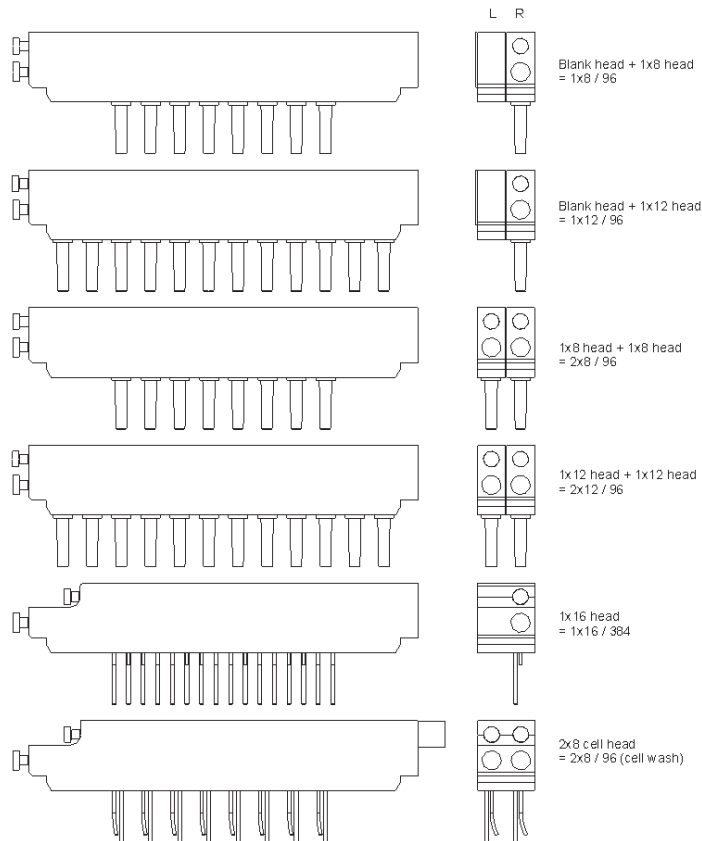 L R
Blank head + 1x8 head
= 1x8 / 96
Blank head + 1x12 head
= 1x12 / 96
1x8 head + 1x8 head
= 2x8 / 96
1x12 head + 1x12 head
= 2x12 / 96
1x16 head
= 1x16 / 384
2x8 cell head
= 2x8 / 96 (cell wash)